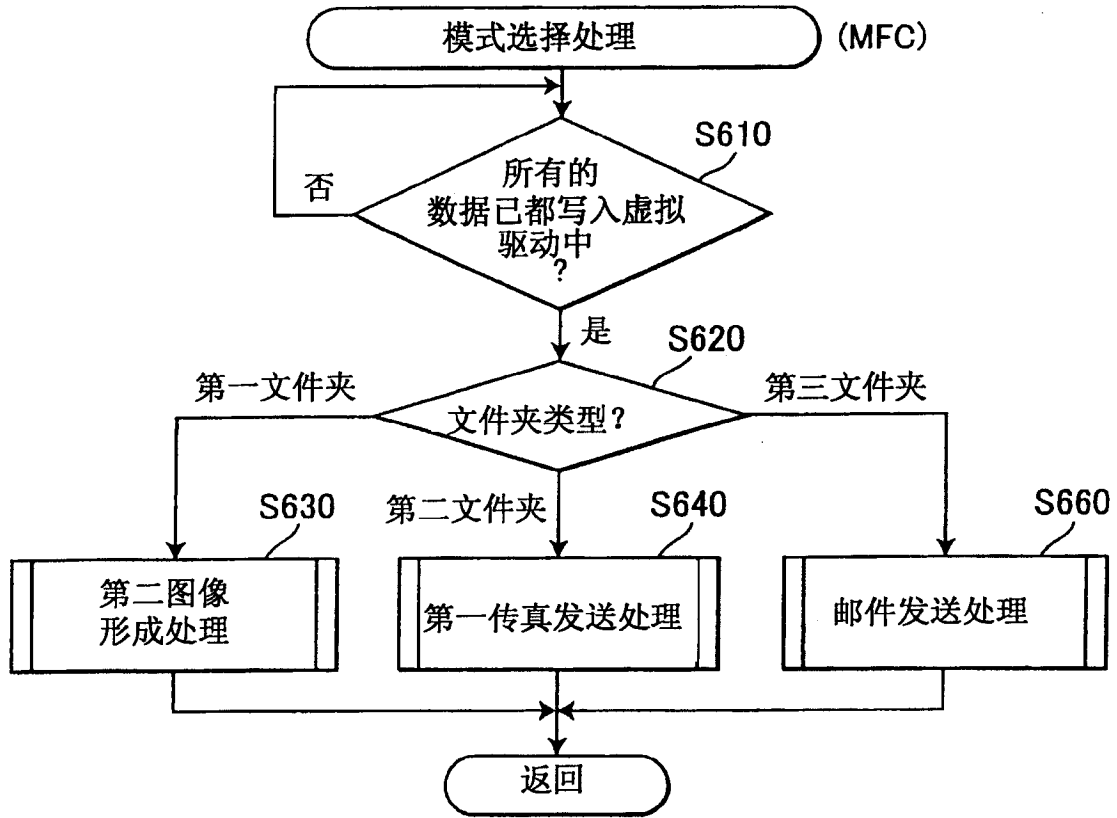 模式选择处理
(MFC)
S610
否
所有的
数据已都写入虚拟
驱动中
?
是
S620
第一文件夹
文件夹类型?
第三文件夹
第二文件夹
S630
第二图像
形成处理
S640
第一传真发送处理
S660
邮件发送处理
返回